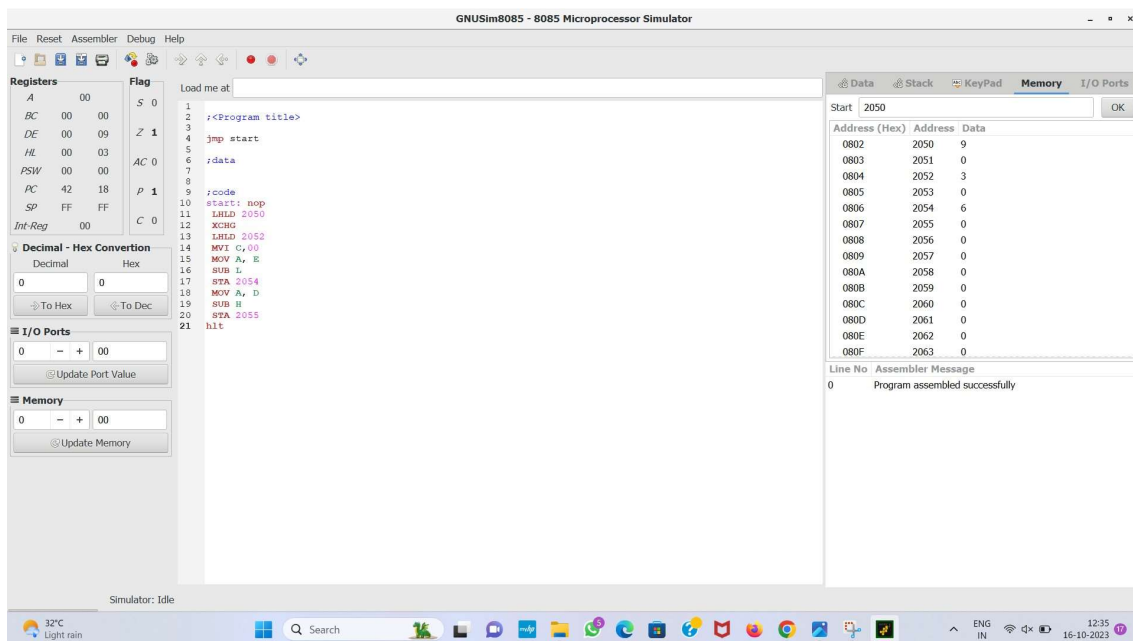 GNUSim8085 - 8085 Microprocessor Simulator
File Reset Assembler Debug Help
Registers
A 00
BC 00 00
DE 00 09
HL 00 03
PSW 00 00
PC 42 18
SP FF FF
Int-Reg 00
Flag
S 0
Z 1
AC 0
P 1
C 0
Decimal - Hex Convertion
Decimal Hex
0 0
To Hex To Dec
I/O Ports
0 - + 00
Update Port Value
Memory
0 - + 00
Update Memory
Load me at
1
2 ;<Program title>
3
4 jmp start
5
6 ;data
7
8
9 ;code
10 start: nop
11 LHLD 2050
12 XCHG
13 LHLD 2052
14 MVI C,00
15 MOV A, E
16 SUB L
17 STA 2054
18 MOV A, D
19 SUB H
20 STA 2055
21 hlt
Data Stack KeyPad Memory I/O Ports
Start 2050 OK
Address (Hex) Address Data
0802 2050 9
0803 2051 0
0804 2052 3
0805 2053 0
0806 2054 6
0807 2055 0
0808 2056 0
0809 2057 0
080A 2058 0
080B 2059 0
080C 2060 0
080D 2061 0
080E 2062 0
080F 2063 0
Line No Assembler Message
0 Program assembled successfully
Simulator: Idle
32°C
Light rain
Search
myhp
5
ENG
IN
12:35
16-10-2023
17